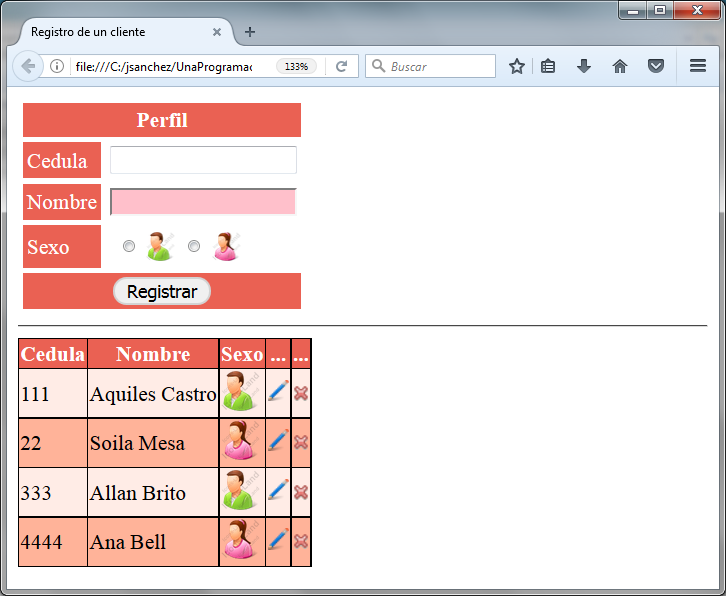 Registro de un cliente
file:///C:/jsanchez/UnaProgramac
133%
Buscar
Perfil
Cedula
Nombre
Sexo
Registrar
Cedula Nombre Sexo ... ...
111 Aquiles Castro
22 Soila Mesa
333 Allan Brito
4444 Ana Bell